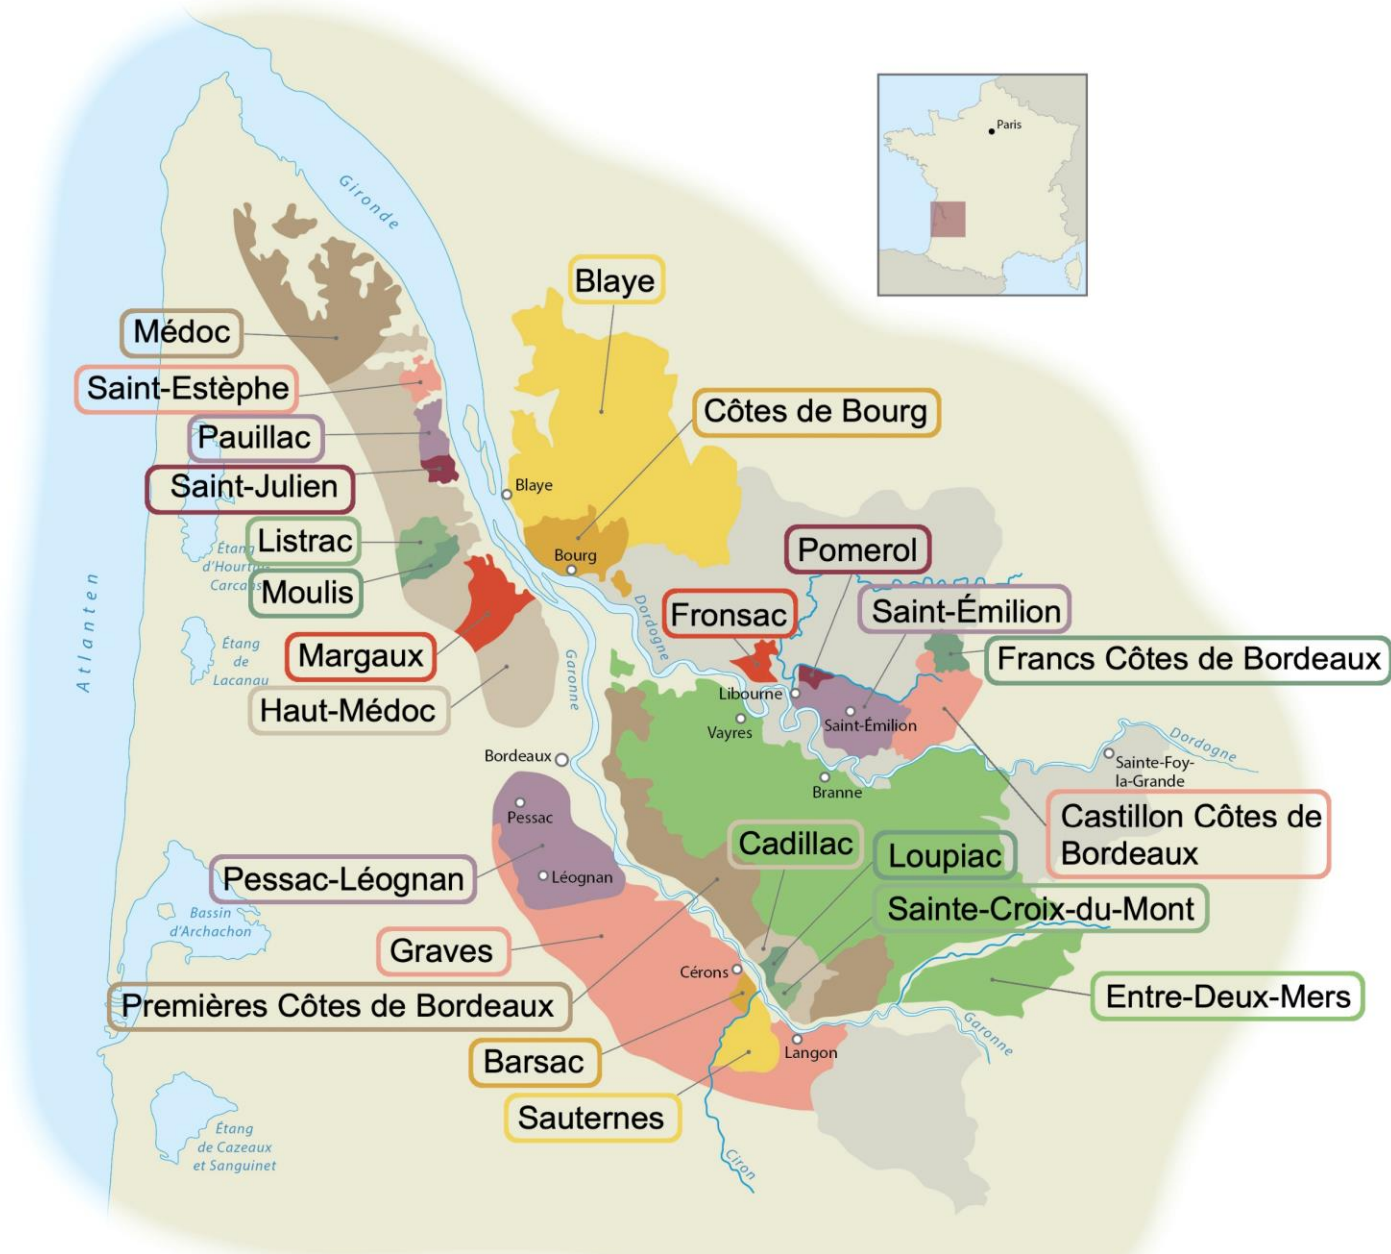 Paris
Gironde
Blaye
Médoc
Saint-Estèphe
Côtes de Bourg
Pauillac
Saint-Julien
Blaye
Listrac
Étang
d'Hourtin
Carcans
Bourg
Pomerol
Moulis
Atlanten
Dordogne
Fronsac
Saint-Émilion
Étang
de
Lacanau
Margaux
Garonne
Francs Côtes de Bordeaux
Haut-Médoc
Libourne
Vayres
Saint-Émilion
Dordogne
Bordeaux
Sainte-Foy-
la-Grande
Branne
Pessac
Castillon Côtes de
Bordeaux
Cadillac
Loupiac
Pessac-Léognan
Léognan
Sainte-Croix-du-Mont
Bassin
d'Archachon
Graves
Cérons
Premières Côtes de Bordeaux
Entre-Deux-Mers
Garonne
Barsac
Langon
Sauternes
Étang
de Cazeaux
et Sanguinet
Ciron